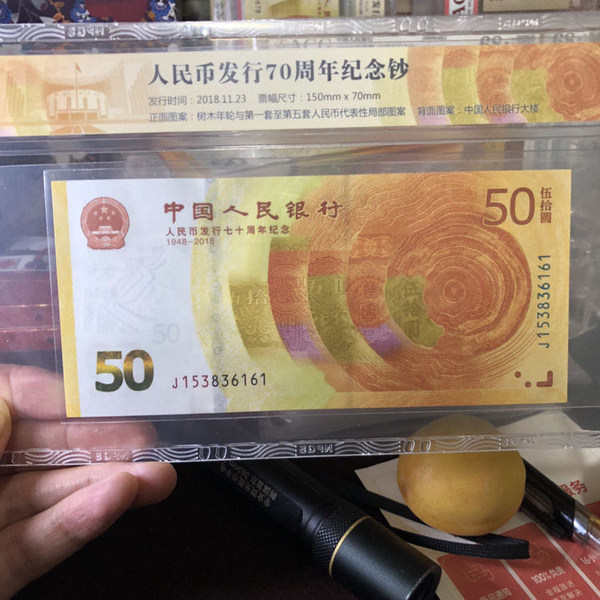 人民币发行70周年纪念钞
发行时间：2018.11.23 票幅尺寸：150mm x 70mm
正面图案：树木年轮与第一套至第五套人民币代表性局部图案 背面图案：中国人民银行大楼
中国人民银行
人民币发行七十周年纪念
1948-2018
50
伍拾圆
J153836161
50
50
J153836161
100%